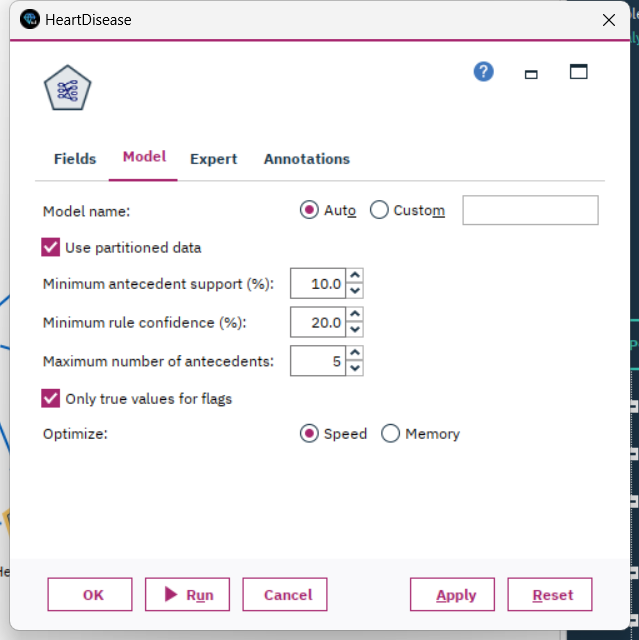 HeartDisease
Fields Model Expert Annotations
Model name: Auto Custom
Use partitioned data
Minimum antecedent support (%): 10.0
Minimum rule confidence (%): 20.0
Maximum number of antecedents: 5
Only true values for flags
Optimize: Speed Memory
OK Run Cancel Apply Reset